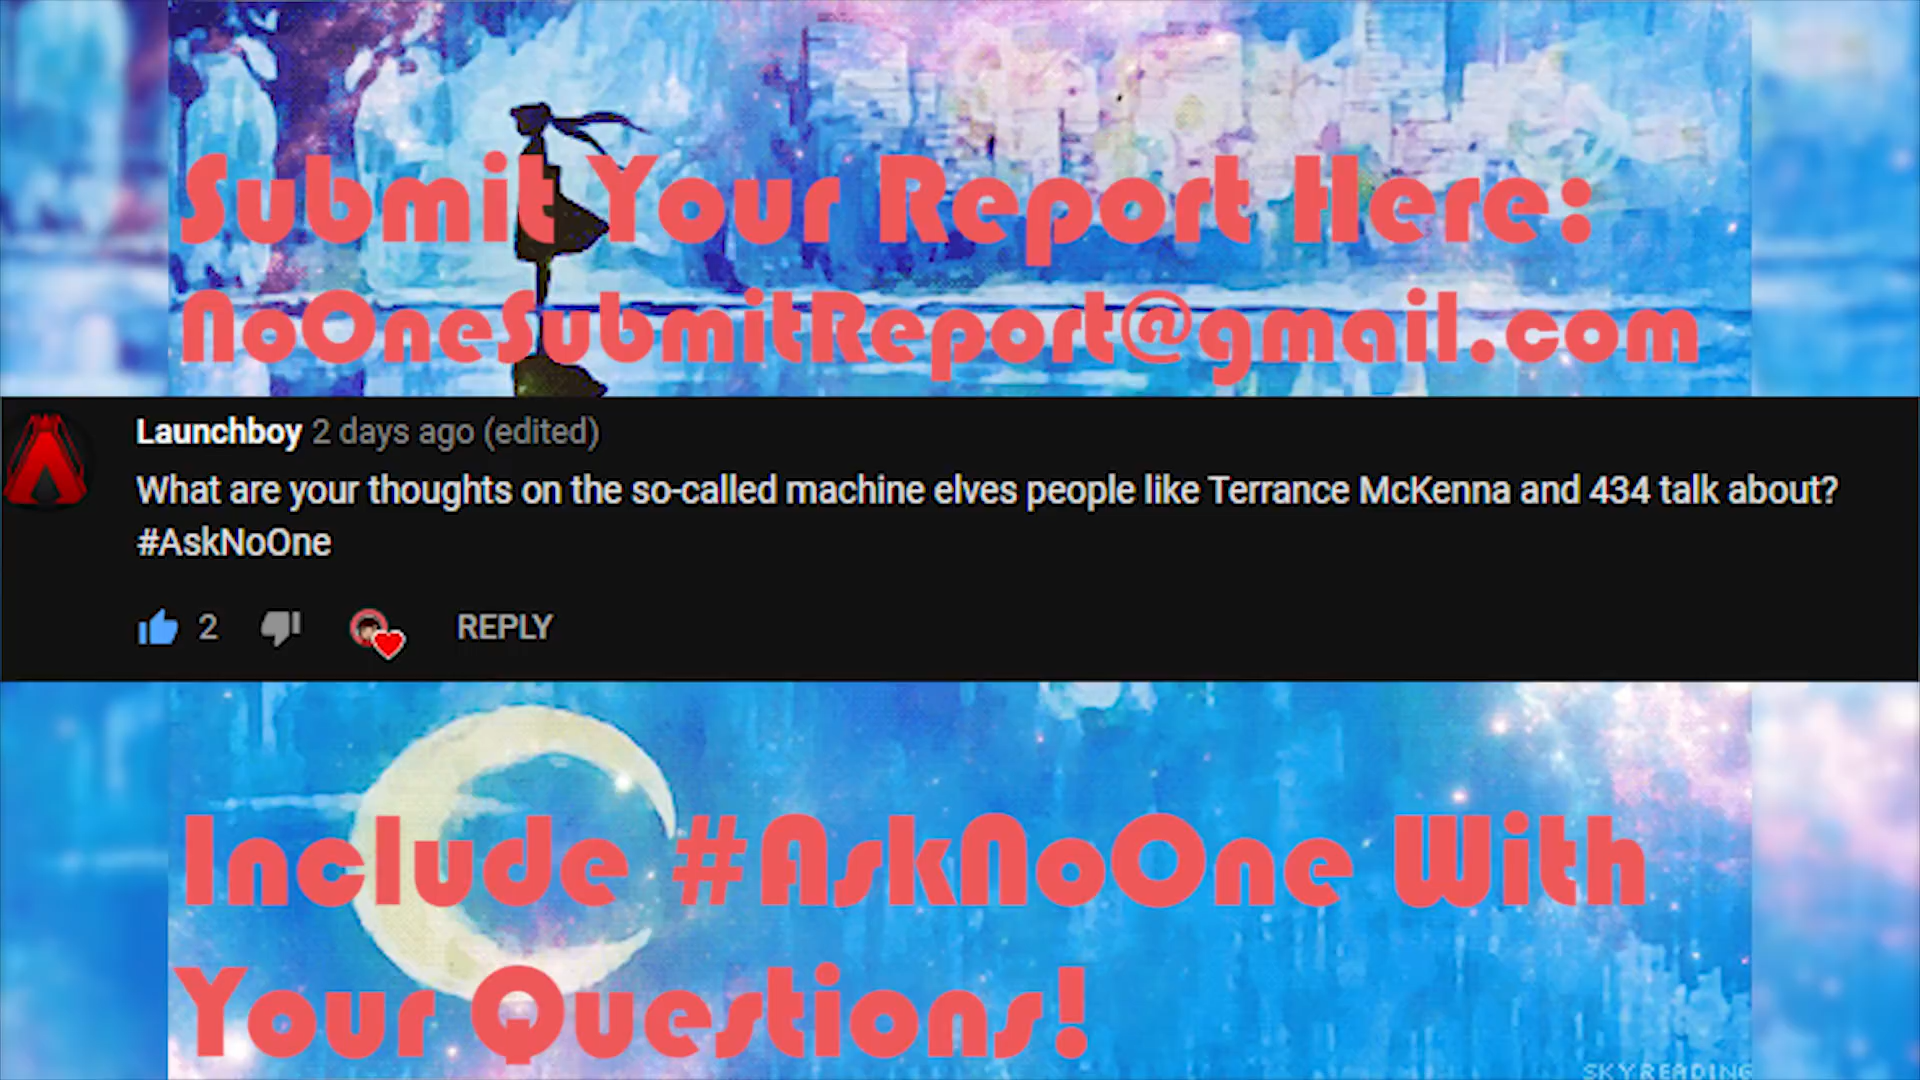 Submit Your Report Here:
NoOneSubmitReport@gmail.com
Launchboy 2 days ago (edited)
What are your thoughts on the so-called machine elves people like Terrance McKenna and 434 talk about?
#AskNoOne
2 REPLY
Include #AskNoOne With
Your Questions!
SKYREADING